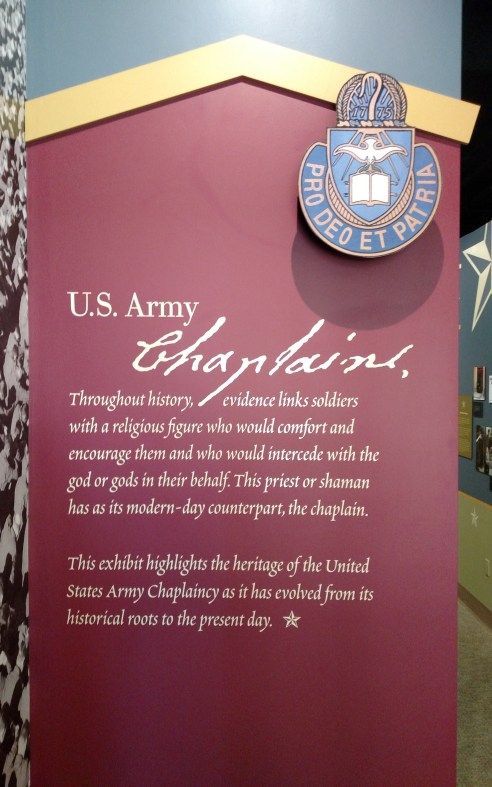 1775
PRO DEO ET PATRIA
U.S. Army
Chaplains,
Throughout history, evidence links soldiers
with a religious figure who would comfort and
encourage them and who would intercede with the
god or gods in their behalf. This priest or shaman
has as its modern-day counterpart, the chaplain.
This exhibit highlights the heritage of the United
States Army Chaplaincy as it has evolved from its
historical roots to the present day.